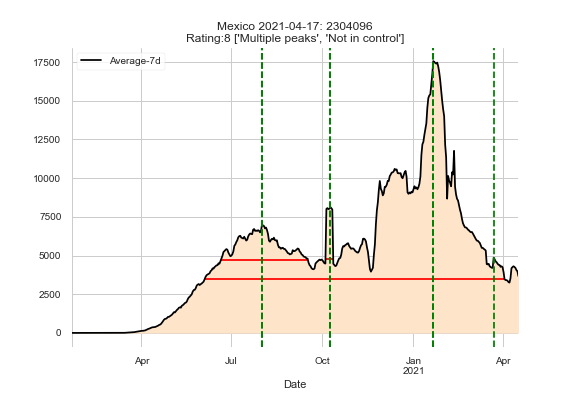 Mexico 2021-04-17: 2304096
Rating:8 ['Multiple peaks', 'Not in control']
Average-7d
17500
15000
12500
10000
7500
5000
2500
0
Apr
Jul
Oct
Jan
2021
Apr
Date